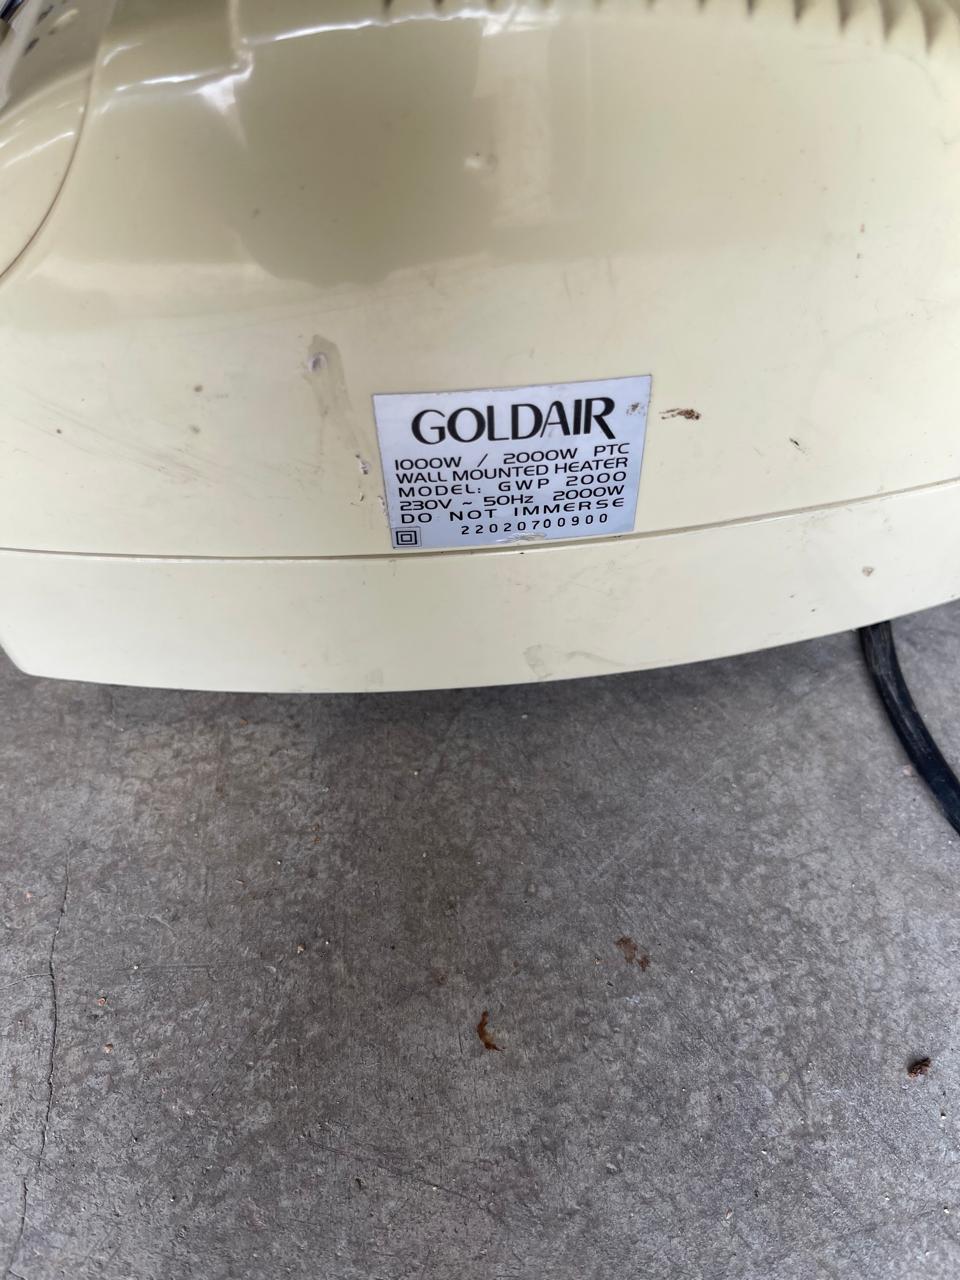 GOLDAIR
1000W / 2000W PTC
WALL MOUNTED HEATER
MODEL: GWP 2000
230V ~ 50Hz 2000W
DO NOT IMMERSE
22020700900